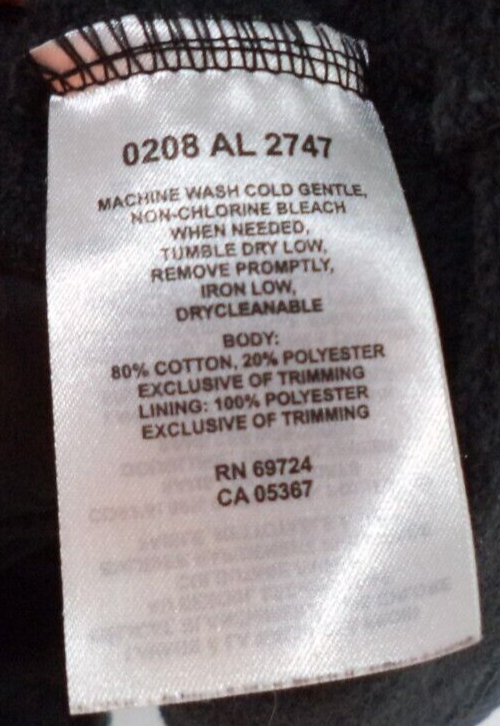 0208 AL 2747
MACHINE WASH COLD GENTLE,
NON-CHLORINE BLEACH
WHEN NEEDED,
TUMBLE DRY LOW,
REMOVE PROMPTLY,
IRON LOW,
DRYCLEANABLE
BODY:
80% COTTON, 20% POLYESTER
EXCLUSIVE OF TRIMMING
LINING: 100% POLYESTER
EXCLUSIVE OF TRIMMING
RN 69724
CA 05367